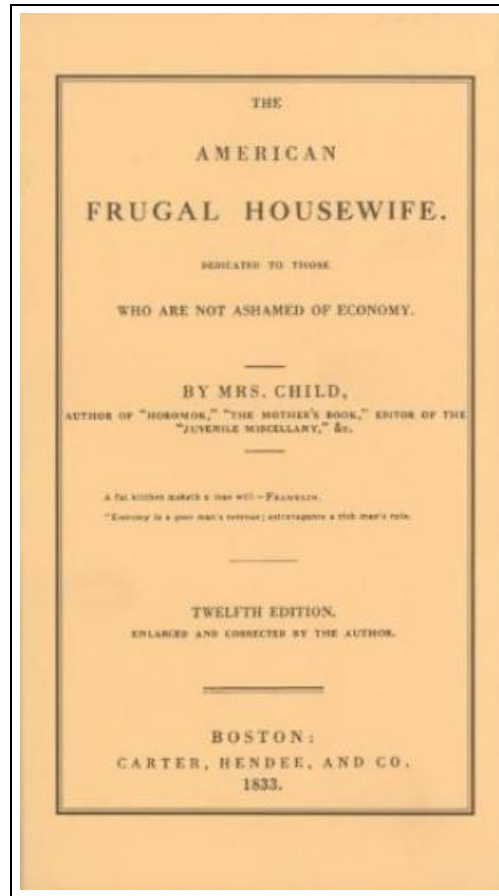 THE
AMERICAN
FRUGAL HOUSEWIFE.
DEDICATED TO THOSE
WHO ARE NOT ASHAMED OF ECONOMY.
BY MRS. CHILD,
AUTHOR OF "HOBOMOK," "THE MOTHER'S BOOK," EDITOR OF THE
"JUVENILE MISCELLANY," &c.
A fat kitchen maketh a lean will.—FRANKLIN.
"Economy is a poor man's revenue; extravagance a rich man's ruin.
TWELFTH EDITION.
ENLARGED AND CORRECTED BY THE AUTHOR.
BOSTON:
CARTER, HENDEE, AND CO.
1833.